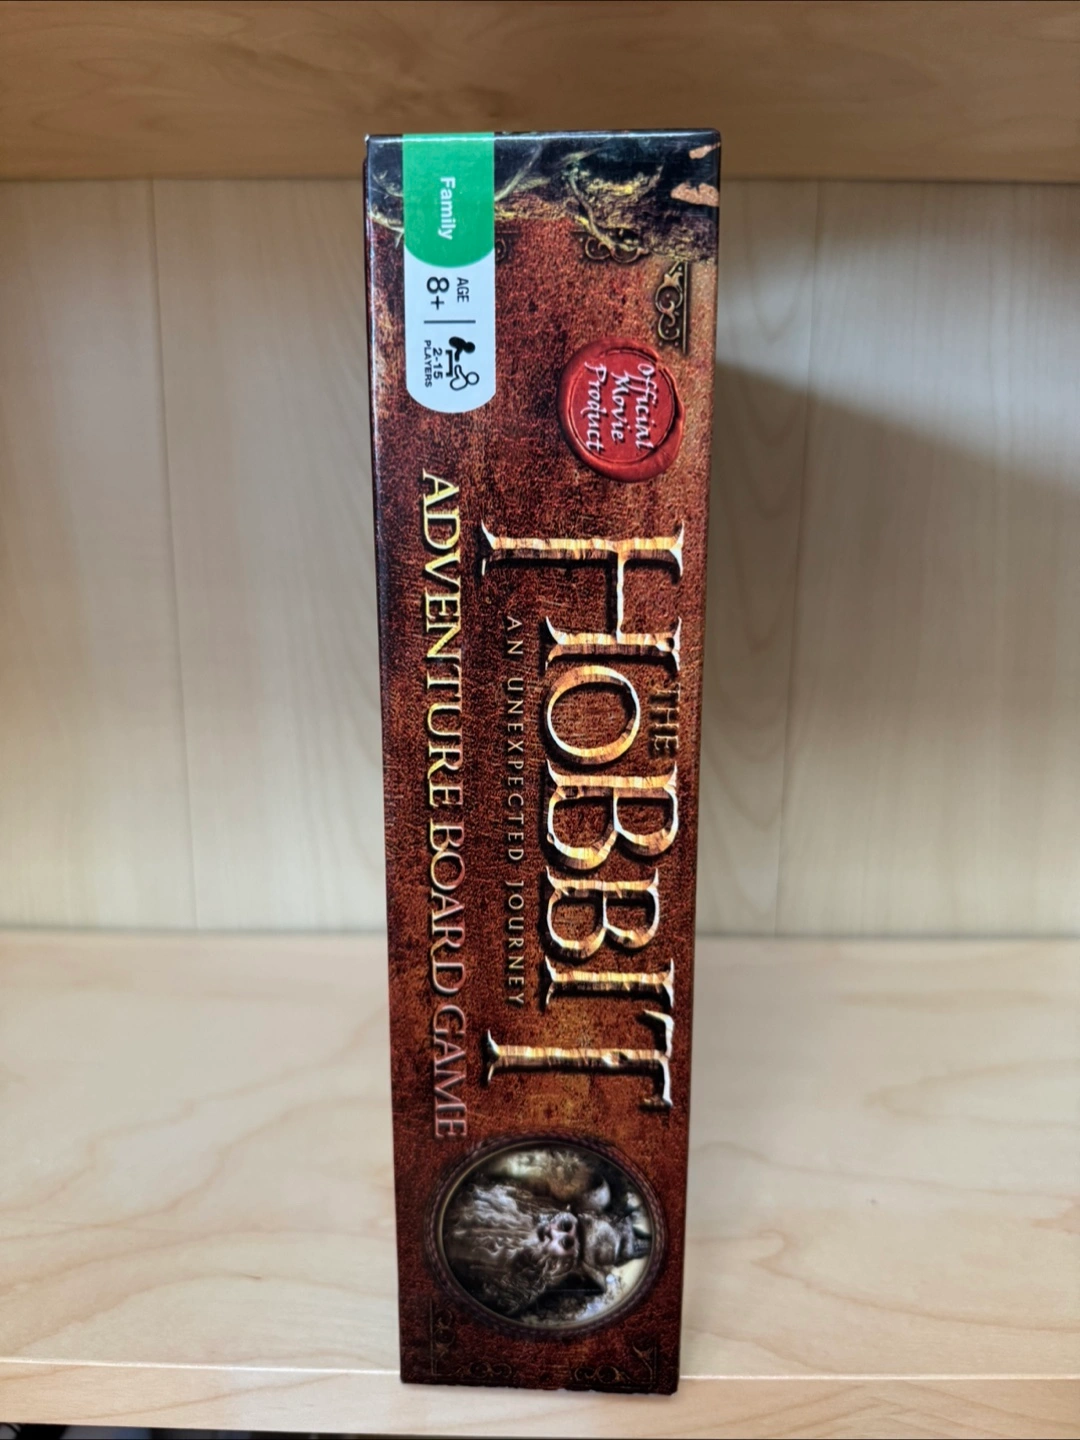 Family
AGE
8+
2-15
PLAYERS
Official
Movie
Product
THE
HOBBIT
AN UNEXPECTED JOURNEY
ADVENTURE BOARD GAME